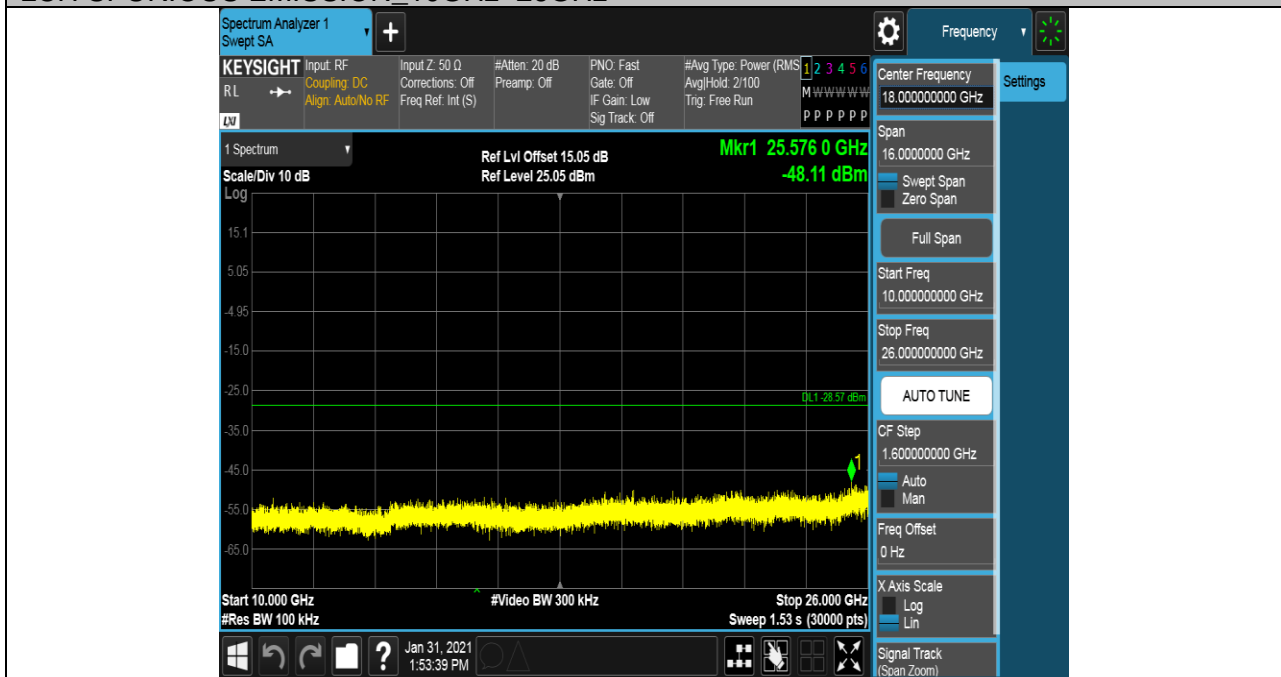 Spectrum Analyzer 1
Swept SA
+
Frequency
KEYSIGHT
RL
LXI
Input: RF
Coupling: DC
Align: Auto/No RF
Input Z: 50 Ω
Corrections: Off
Freq Ref: Int (S)
#Atten: 20 dB
Preamp: Off
PNO: Fast
Gate: Off
IF Gain: Low
Sig Track: Off
#Avg Type: Power (RMS
Avg|Hold: 2/100
Trig: Free Run
1 2 3 4 5 6
M W W W W W
P P P P P P
1 Spectrum
Scale/Div 10 dB
Log
Ref Lvl Offset 15.05 dB
Ref Level 25.05 dBm
Mkr1 25.576 0 GHz
-48.11 dBm
15.1
5.05
-4.95
-15.0
-25.0
DL1 -28.57 dBm
-35.0
-45.0
1
-55.0
-65.0
Start 10.000 GHz
#Res BW 100 kHz
#Video BW 300 kHz
Stop 26.000 GHz
Sweep 1.53 s (30000 pts)
Jan 31, 2021
1:53:39 PM
?
Center Frequency
18.000000000 GHz
Settings
Span
16.0000000 GHz
Swept Span
Zero Span
Full Span
Start Freq
10.000000000 GHz
Stop Freq
26.000000000 GHz
AUTO TUNE
CF Step
1.600000000 GHz
Auto
Man
Freq Offset
0 Hz
X Axis Scale
Log
Lin
Signal Track
(Span Zoom)